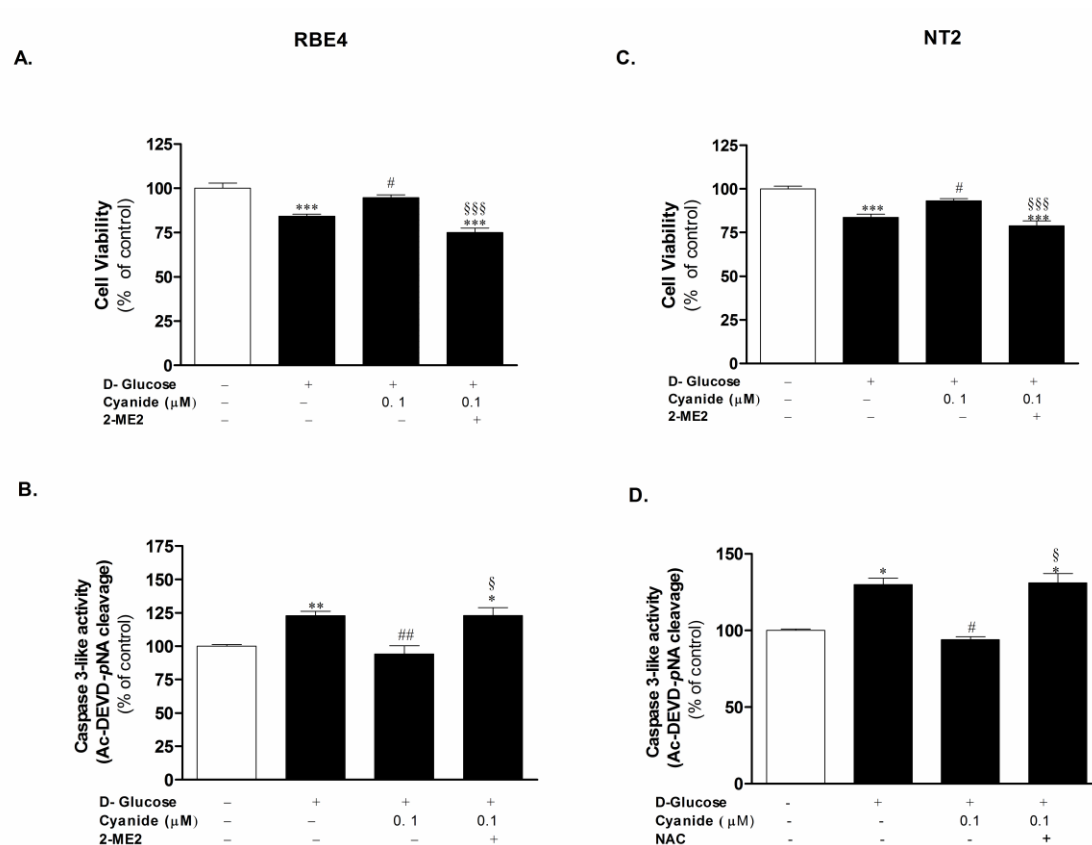 RBE4
NT2
A.
C.
125
100
75
50
25
0
Cell Viability
(% of control)
***
#
§§§
***
D- Glucose – + + +
Cyanide (µM) – – 0. 1 0.1
2-ME2 – – – +
125
100
75
50
25
0
Cell Viability
(% of control)
***
#
§§§
***
D- Glucose – + + +
Cyanide (µM) – – 0. 1 0.1
2-ME2 – – – +
B.
D.
175
150
125
100
75
50
25
0
Caspase 3-like activity
(Ac-DEVD-pNA cleavage)
(% of control)
**
##
§
*
D- Glucose – + + +
Cyanide (µM) – – 0. 1 0.1
2-ME2 – – – +
150
100
50
0
Caspase 3-like activity
(Ac-DEVD-pNA cleavage)
(% of control)
*
#
§
*
D-Glucose - + + +
Cyanide ( µM) - - 0.1 0.1
NAC - - - +